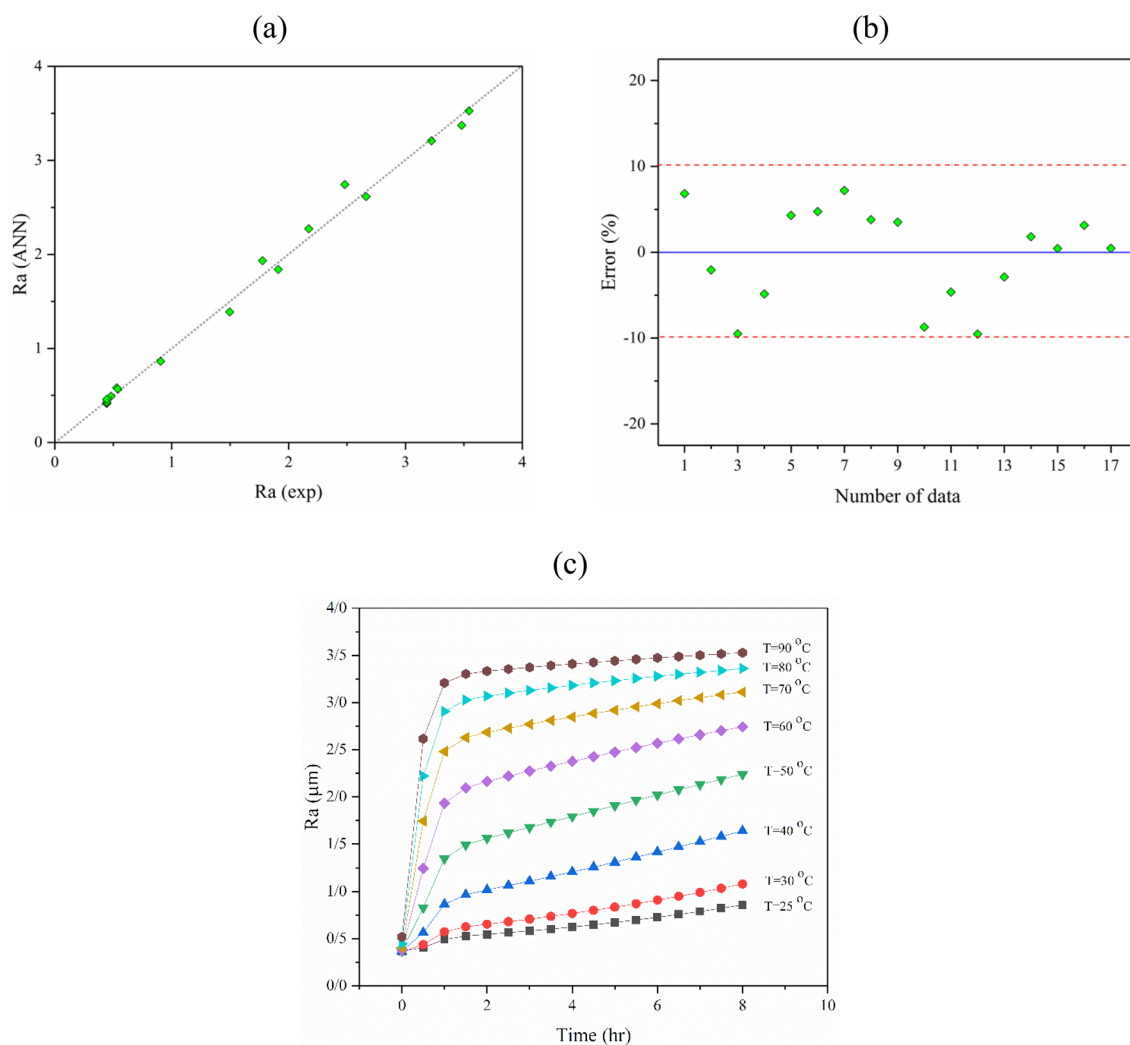 (a)
4
3
2
1
0
0
1
2
3
4
Ra (ANN)
Ra (exp)
(b)
20
10
0
-10
-20
1
3
5
7
9
11
13
15
17
Error (%)
Number of data
(c)
4/0
3/5
3/0
2/5
2/0
1/5
1/0
0/5
0/0
0
2
4
6
8
10
Ra (μm)
Time (hr)
T=90 °C
T=80 °C
T=70 °C
T=60 °C
T=50 °C
T=40 °C
T=30 °C
T=25 °C